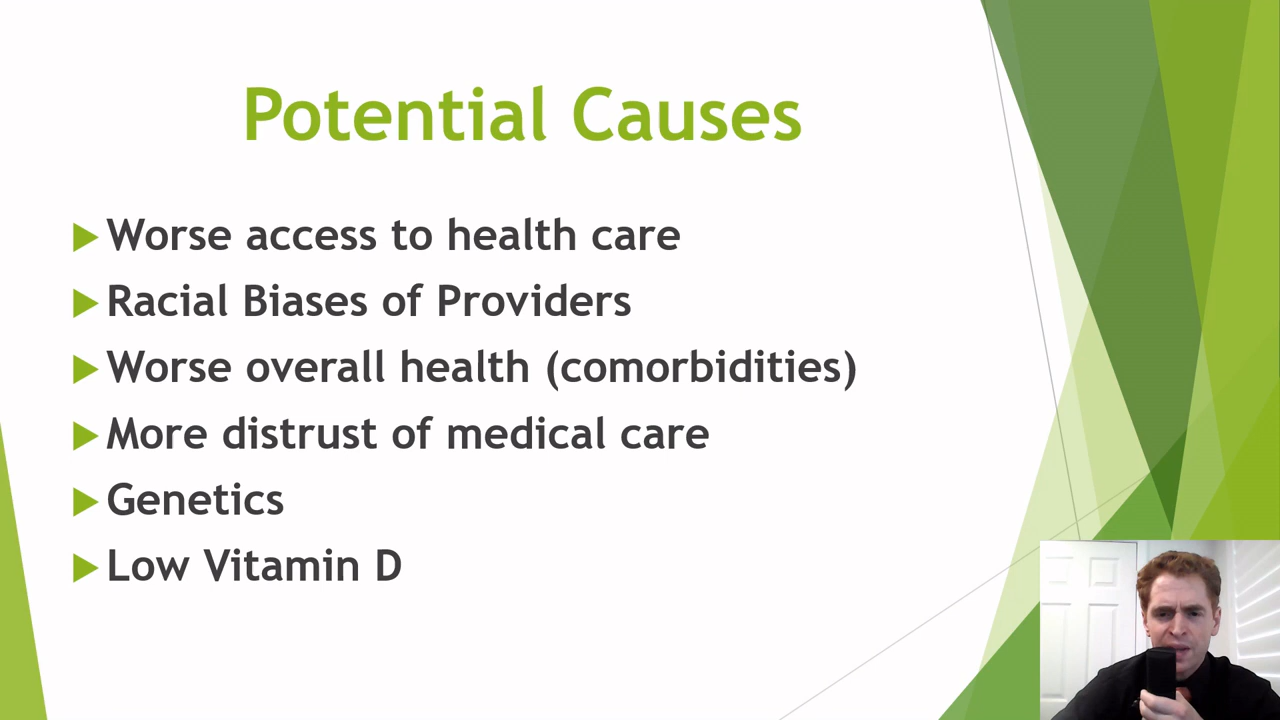 Potential Causes
Worse access to health care
Racial Biases of Providers
Worse overall health (comorbidities)
More distrust of medical care
Genetics
Low Vitamin D